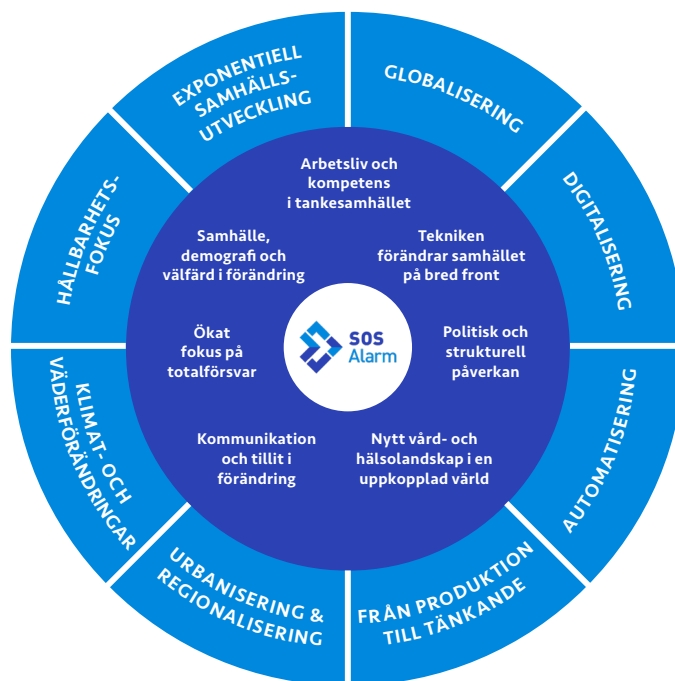 EXPONENTIELL
SAMHÄLLS-
UTVECKLING
GLOBALISERING
DIGITALISERING
AUTOMATISERING
FRÅN PRODUKTION
TILL TÄNKANDE
URBANISERING &
REGIONALISERING
KLIMAT- OCH
VÄDERFÖRÄNDRINGAR
HÅLLBARHETS-
FOKUS
Arbetsliv och
kompetens
i tankesamhället
Samhälle,
demografi och
välfärd i förändring
Tekniken
förändrar samhället
på bred front
Ökat
fokus på
totalförsvar
SOS
Alarm
Politisk och
strukturell
påverkan
Kommunikation
och tillit i
förändring
Nytt vård- och
hälsolandskap i en
uppkopplad värld